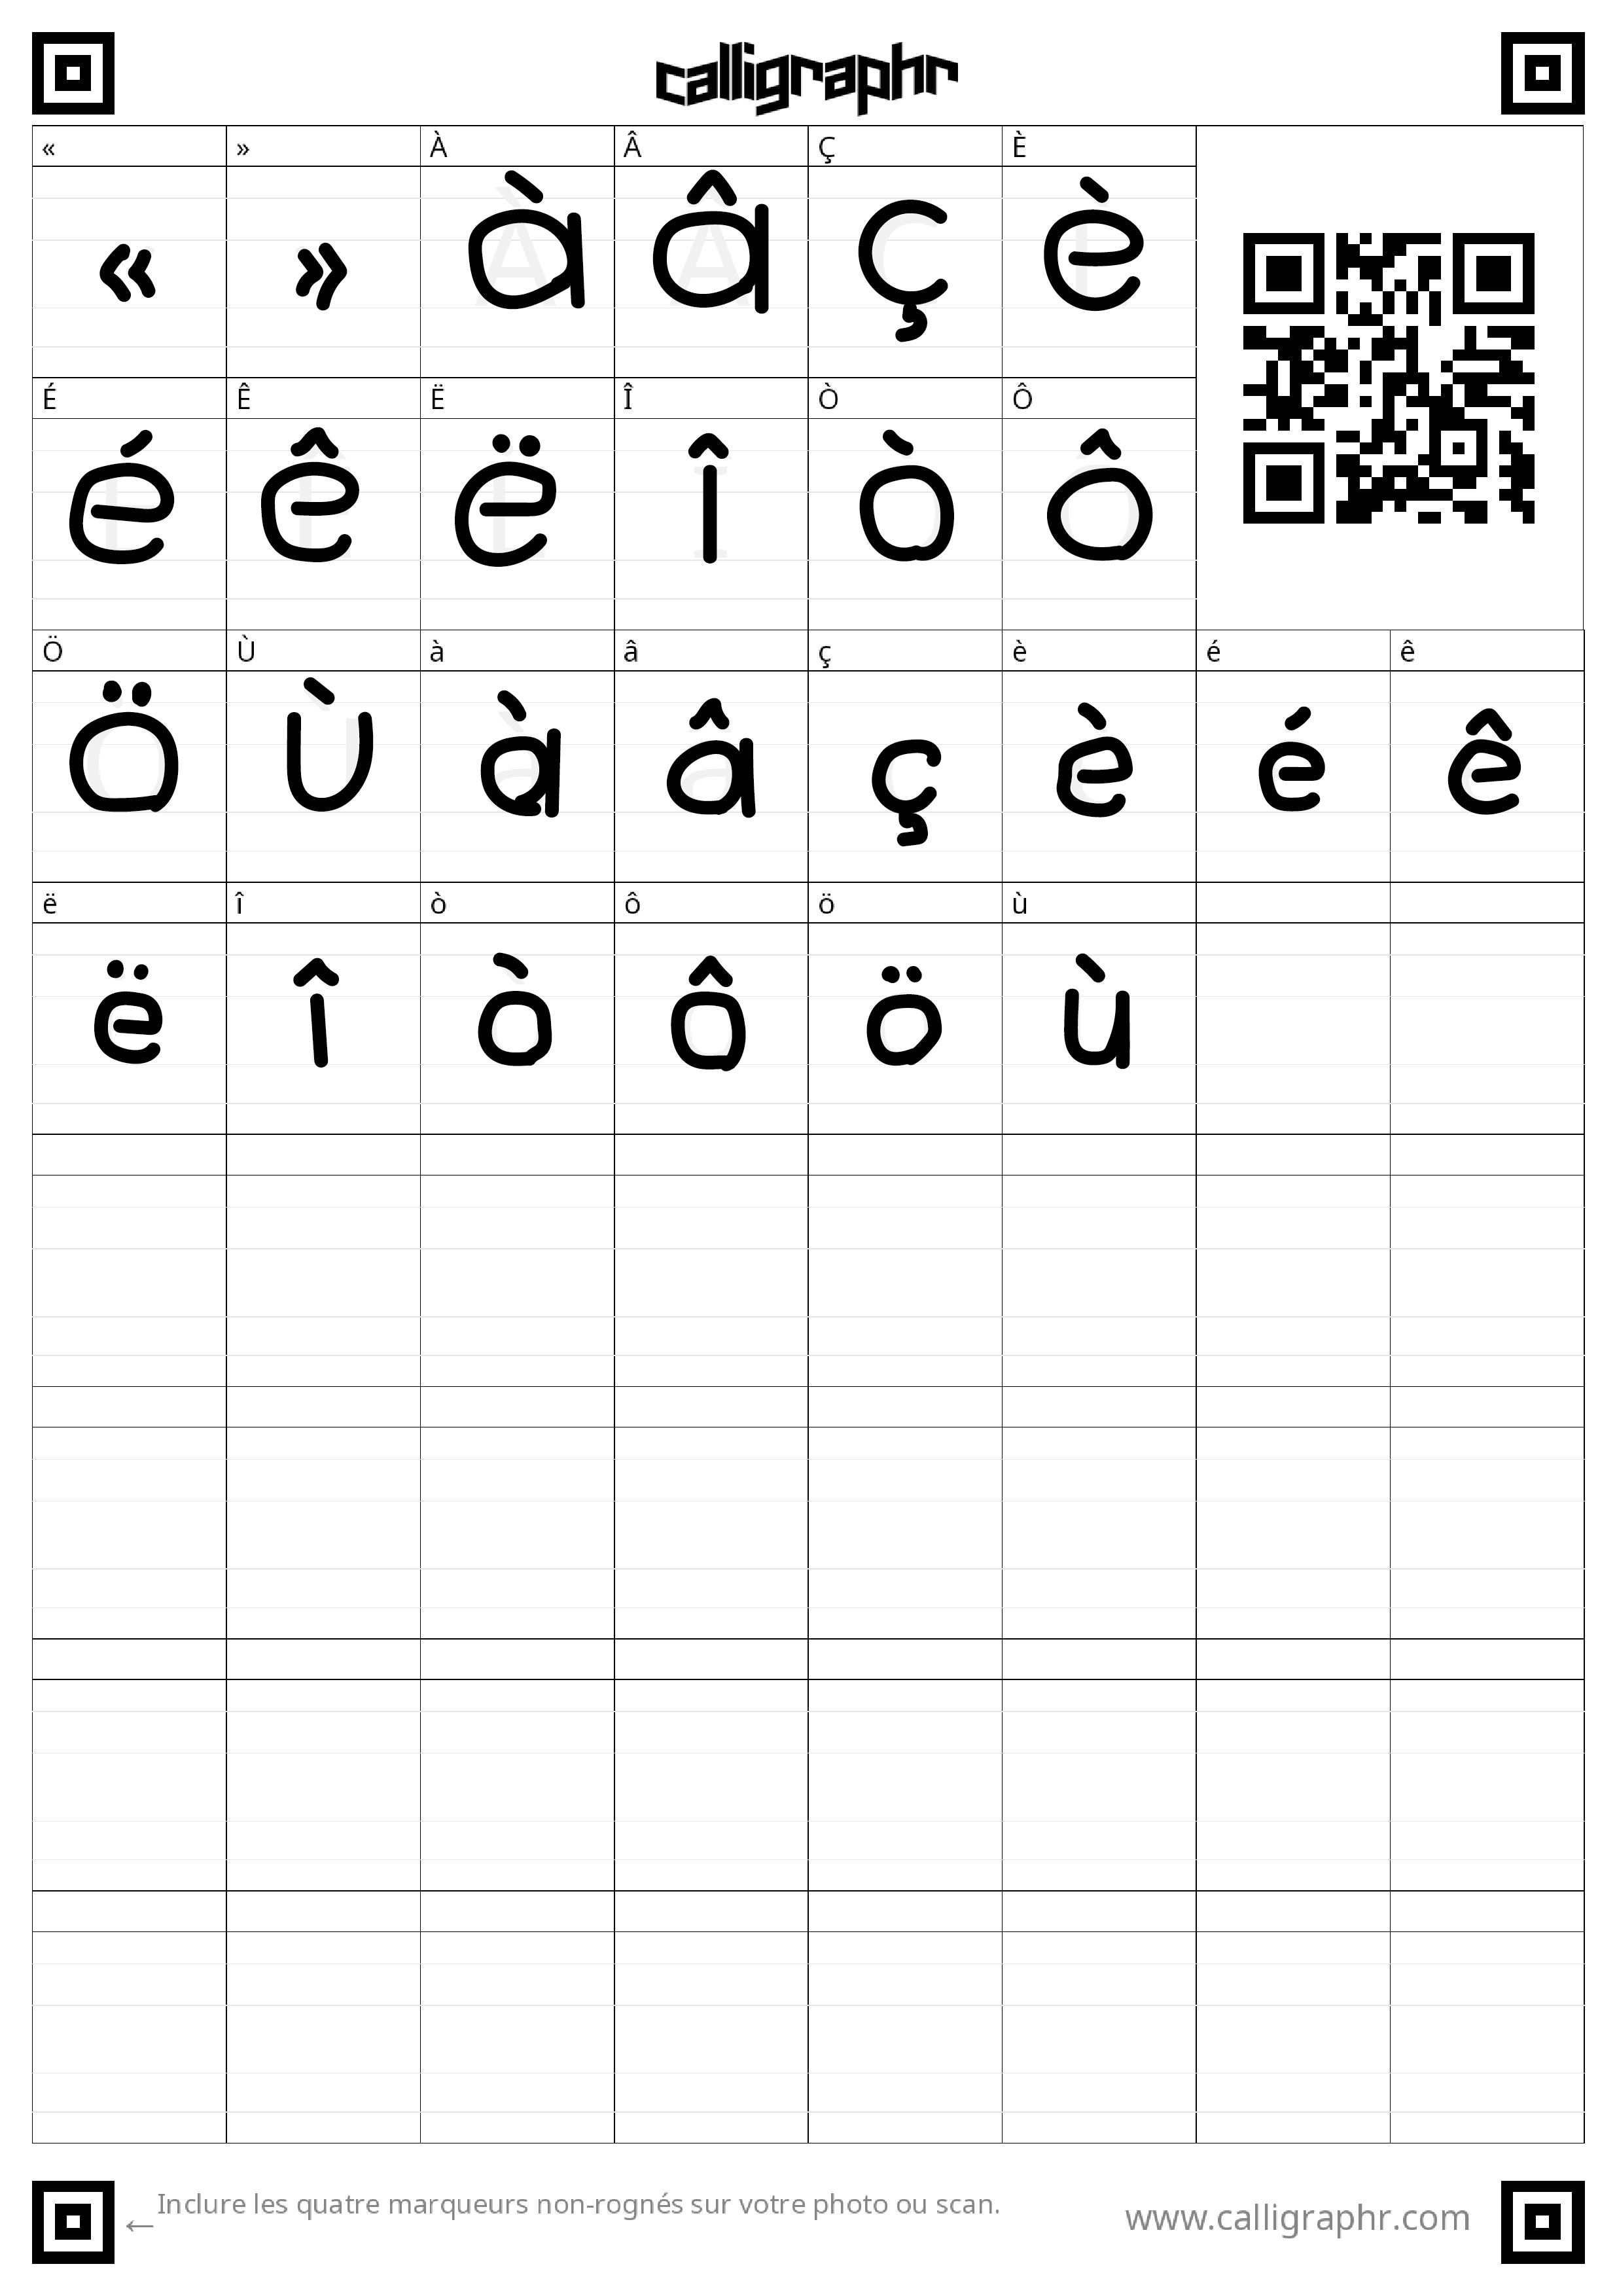 calligraphr
« » À Â Ç È
« » à â ç è
É Ê Ë Î Ò Ô
é ê ë î ò ô
Ö Ù à â ç è é ê
ö ù à â ç è é ê
ë î ò ô ö ù
ë î ò ô ö ù
← Inclure les quatre marqueurs non-rognés sur votre photo ou scan.
www.calligraphr.com